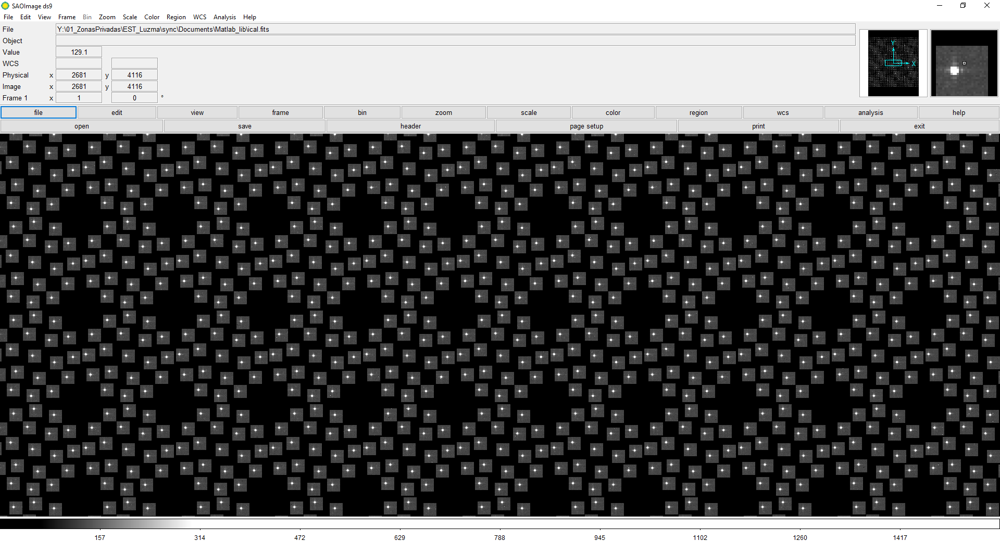 SAOImage ds9
File Edit View Frame Bin Zoom Scale Color Region WCS Analysis Help
File Y:\01_ZonasPrivadas\EST_Luzma\sync\Documents\Matlab_lib\ical.fits
Object
Value 129.1
WCS
Physical x 2681 y 4116
Image x 2681 y 4116
Frame 1 x 1 0 °
Y
X
file edit view frame bin zoom scale color region wcs analysis help
open save header page setup print exit
157 314 472 629 788 945 1102 1260 1417